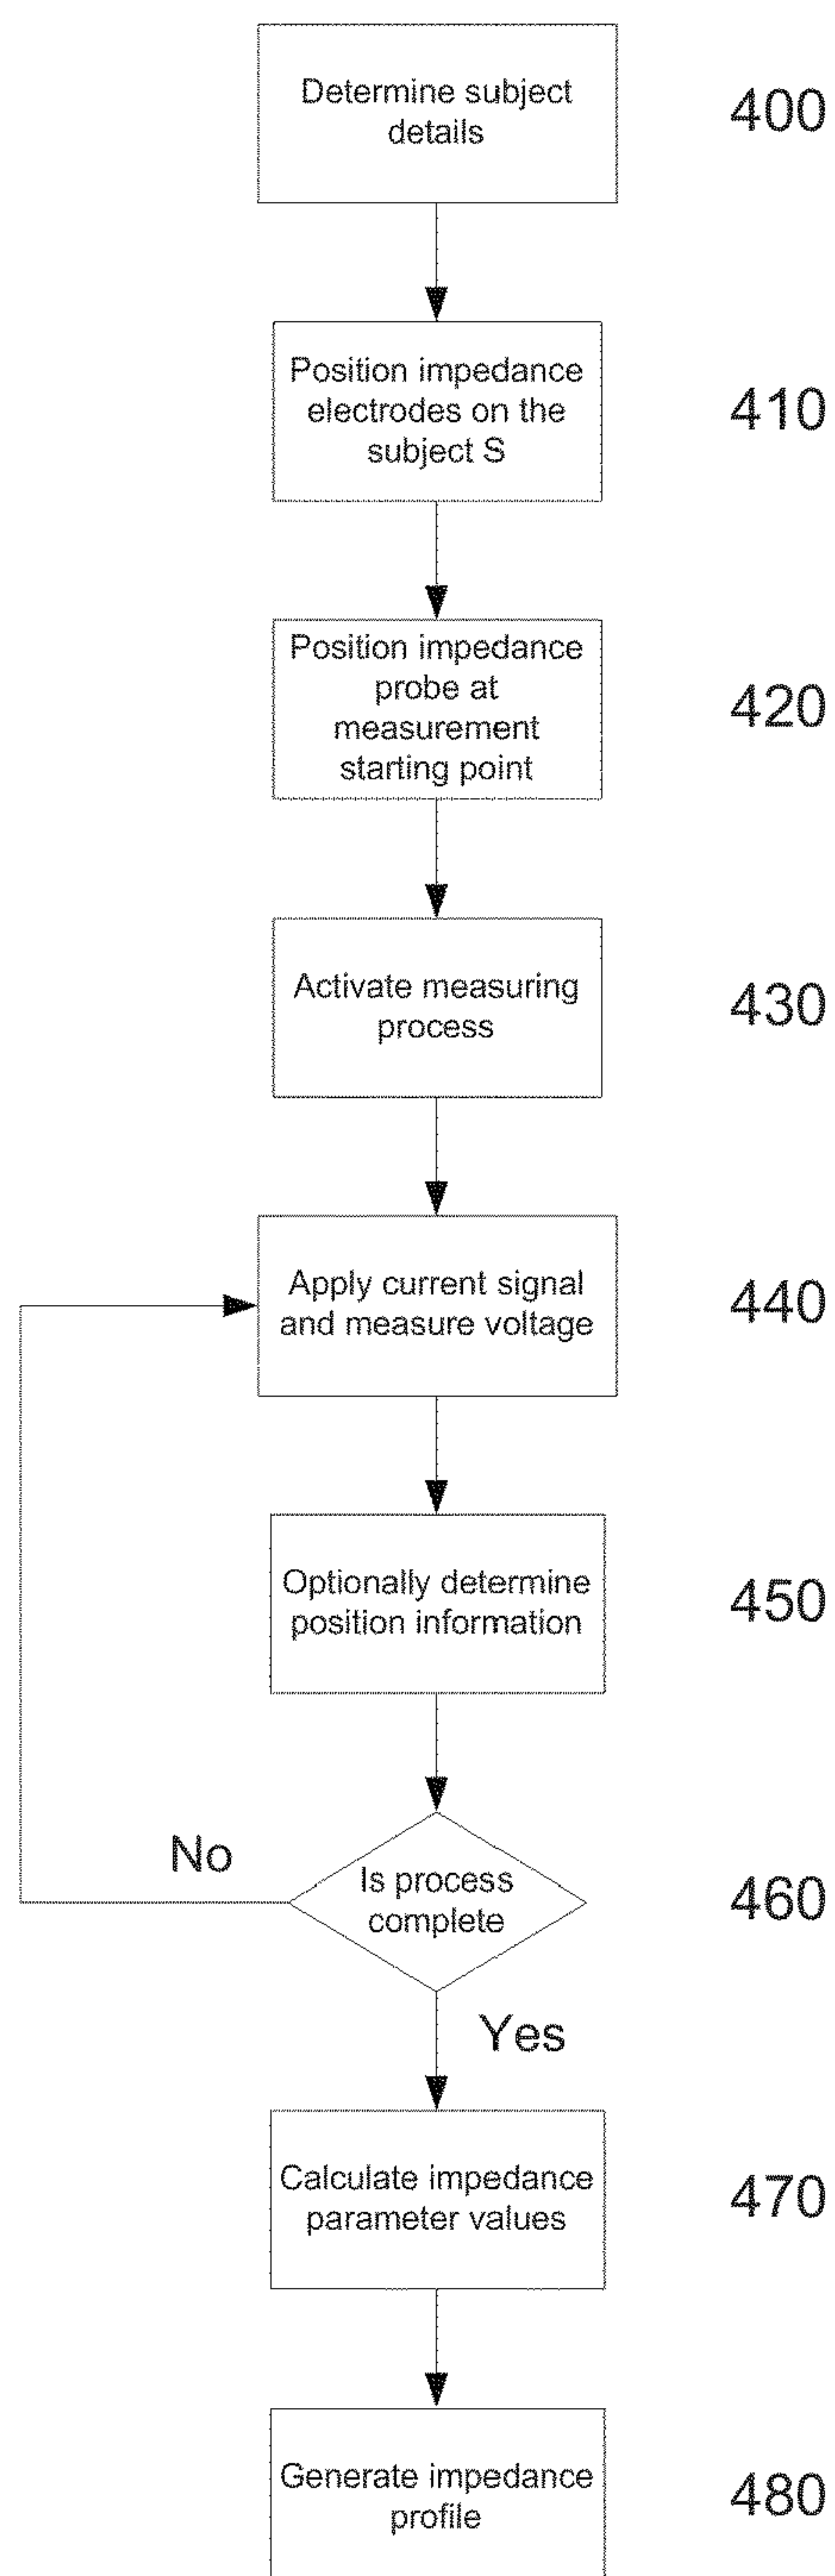 Determine subject
details
400
Position impedance
electrodes on the
subject S
410
Position impedance
probe at
measurement
starting point
420
Activate measuring
process
430
Apply current signal
and measure voltage
440
Optionally determine
position information
450
No
Is process
complete
460
Yes
Calculate impedance
parameter values
470
Generate impedance
profile
480